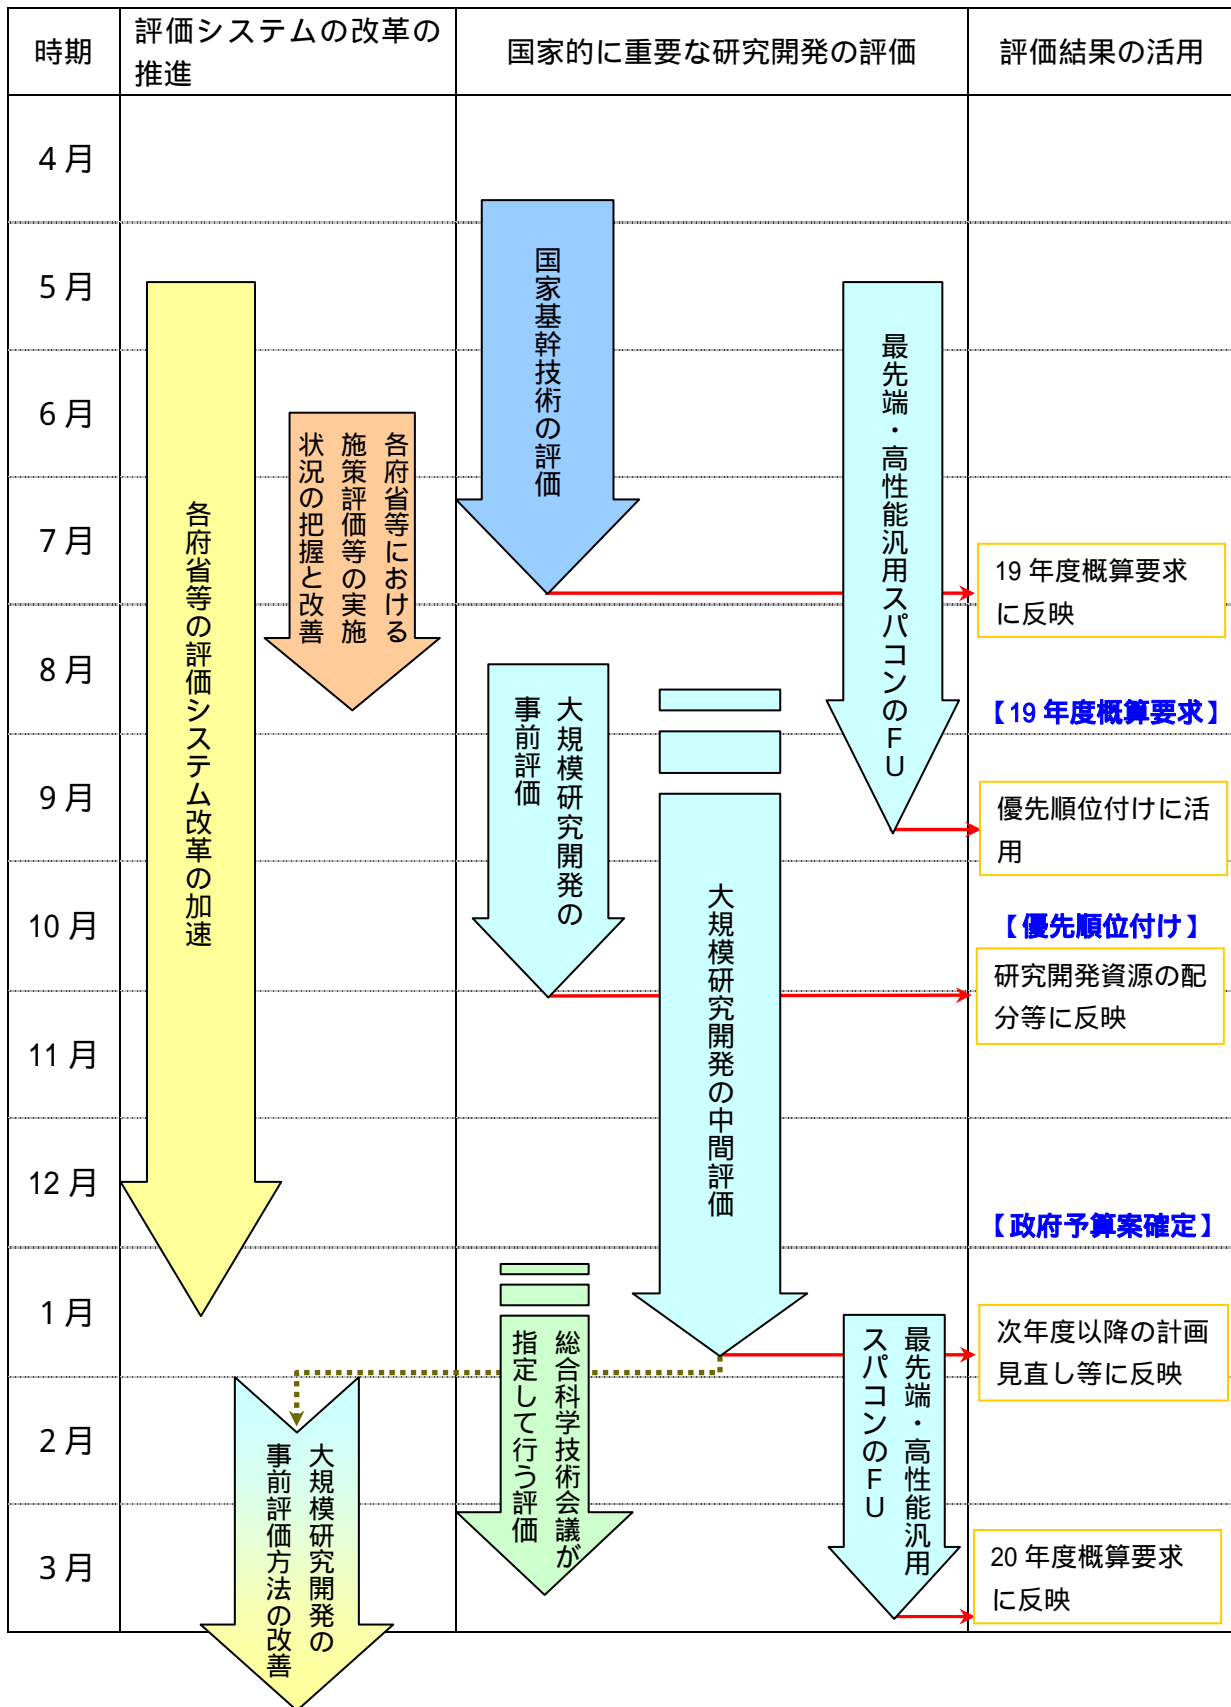 時期
評価システムの改革の
推進
国家的に重要な研究開発の評価
評価結果の活用
4月
5月
6月
7月
8月
9月
10月
11月
12月
1月
2月
3月
各府省等の評価システム改革の加速
各府省等における
施策評価等の実施
状況の把握と改善
国家基幹技術の評価
最先端・高性能汎用スパコンのFU
大規模研究開発の
事前評価
大規模研究開発の中間評価
総合科学技術会議が
指定して行う評価
最先端・高性能汎用
スパコンのFU
大規模研究開発の
事前評価方法の改善
19年度概算要求
に反映
【19年度概算要求】
優先順位付けに活
用
【優先順位付け】
研究開発資源の配
分等に反映
【政府予算案確定】
次年度以降の計画
見直し等に反映
20年度概算要求
に反映